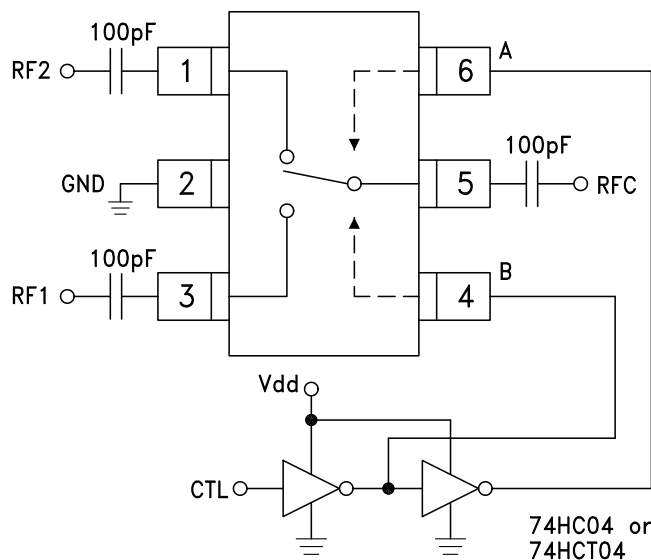 100pF
RF2
1
6
A
100pF
GND
2
5
RFC
100pF
B
RF1
3
4
Vdd
CTL
74HC04 or
74HCT04